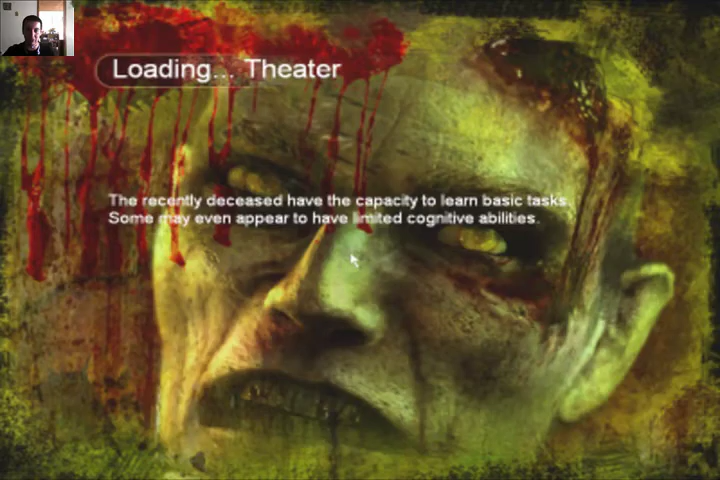 Loading... Theater
The recently deceased have the capacity to learn basic tasks.
Some may even appear to have limited cognitive abilities.